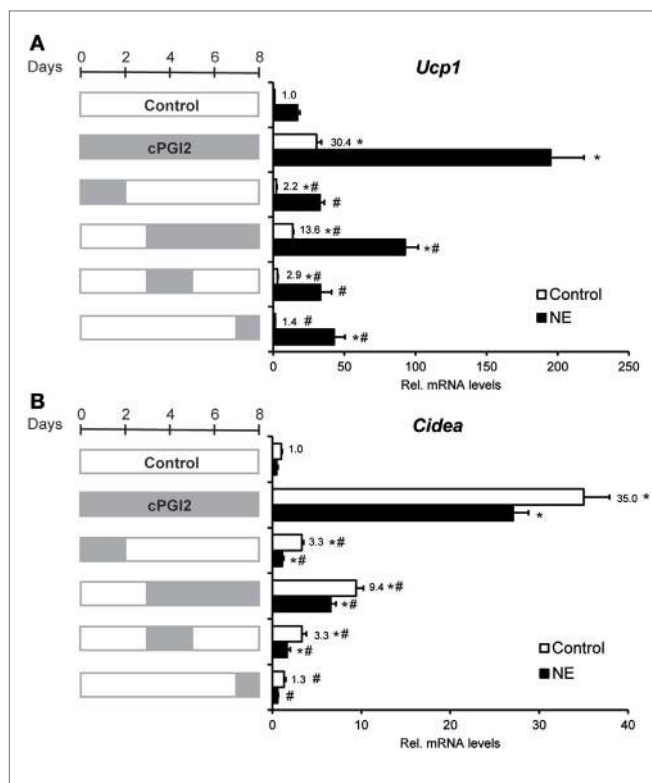 A
Days
0 2 4 6 8
Ucp1
Control
1.0
cPGI2
30.4 *
*
2.2 *#
#
13.6 *#
*#
2.9 *#
#
1.4 #
*#
Control
NE
0 50 100 150 200 250
Rel. mRNA levels
B
Days
0 2 4 6 8
Cidea
Control
1.0
cPGI2
35.0 *
*
3.3 *#
*#
9.4 *#
*#
3.3 *#
*#
1.3 #
#
Control
NE
0 10 20 30 40
Rel. mRNA levels